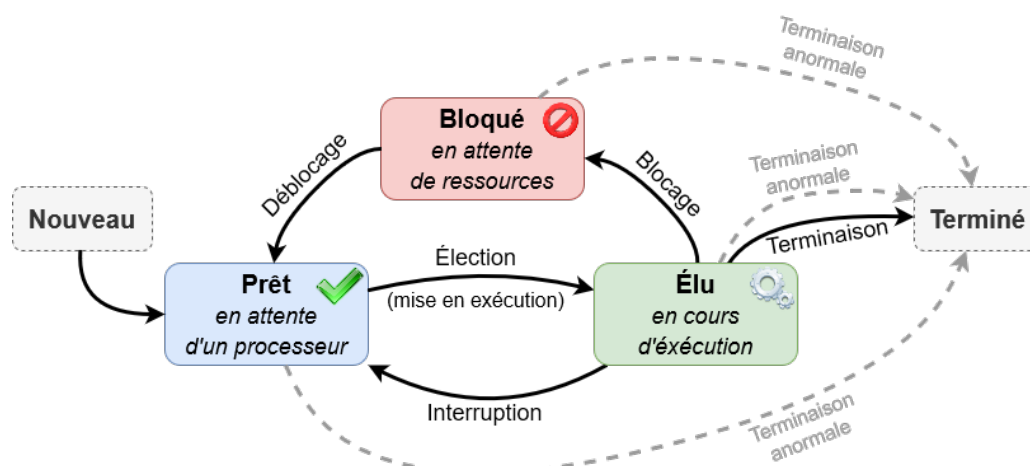 Terminaison
anormale
Bloqué
en attente
de ressources
Déblocage
Blocage
Terminaison
anormale
Nouveau
Terminé
Terminaison
Prêt
en attente
d'un processeur
Élection
(mise en exécution)
Élu
en cours
d'éxécution
Interruption
Terminaison
anormale